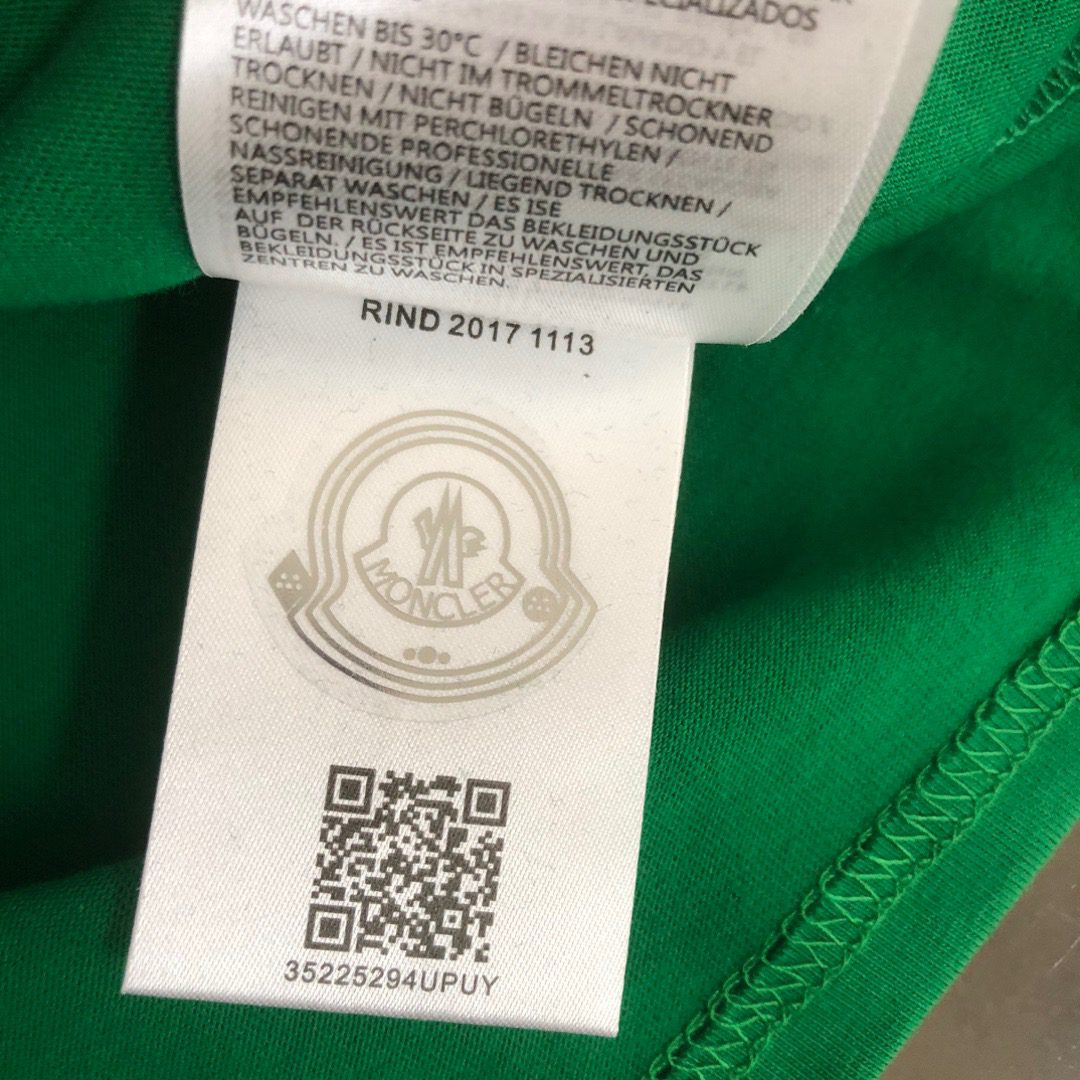 SPECIALIZADOS
WASCHEN BIS 30°C / BLEICHEN NICHT
ERLAUBT / NICHT IM TROMMELTROCKNER
TROCKNEN / NICHT BÜGELN / SCHONEND
REINIGEN MIT PERCHLORETHYLEN /
SCHONENDE PROFESSIONELLE
NASSREINIGUNG / LIEGEND TROCKNEN /
SEPARAT WASCHEN / ES ISE
EMPFEHLENSWERT DAS BEKLEIDUNGSSTÜCK
AUF DER RÜCKSEITE ZU WASCHEN UND
BÜGELN. / ES IST EMPFEHLENSWERT, DAS
BEKLEIDUNGSSTÜCK IN SPEZIALISIERTEN
ZENTREN ZU WASCHEN.
RIND 2017 1113
MONCLER
35225294UPUY